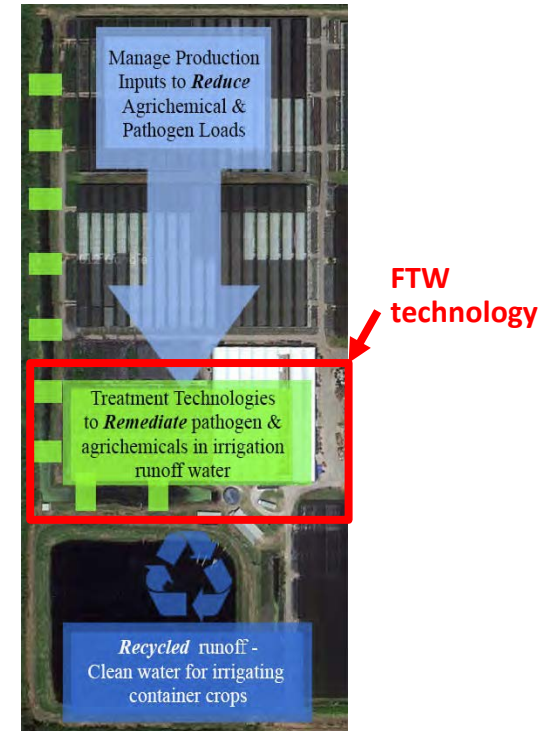 Manage Production
Inputs to Reduce
Agrichemical &
Pathogen Loads
FTW
technology
Treatment Technologies
to Remediate pathogen &
agrichemicals in irrigation
runoff water
Recycled runoff -
Clean water for irrigating
container crops